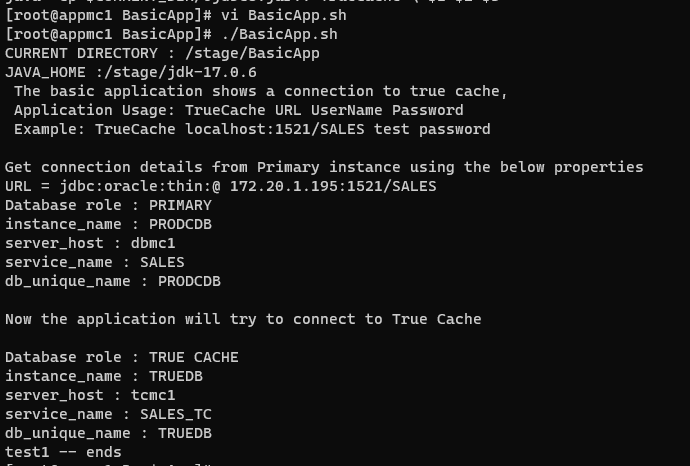 [root@appmc1 BasicApp]# vi BasicApp.sh
[root@appmc1 BasicApp]# ./BasicApp.sh
CURRENT DIRECTORY : /stage/BasicApp
JAVA_HOME :/stage/jdk-17.0.6
 The basic application shows a connection to true cache,
 Application Usage: TrueCache URL UserName Password
 Example: TrueCache localhost:1521/SALES test password

Get connection details from Primary instance using the below properties
URL = jdbc:oracle:thin:@ 172.20.1.195:1521/SALES
Database role : PRIMARY
instance_name : PRODCDB
server_host : dbmc1
service_name : SALES
db_unique_name : PRODCDB

Now the application will try to connect to True Cache

Database role : TRUE CACHE
instance_name : TRUEDB
server_host : tcmc1
service_name : SALES_TC
db_unique_name : TRUEDB
test1 -- ends